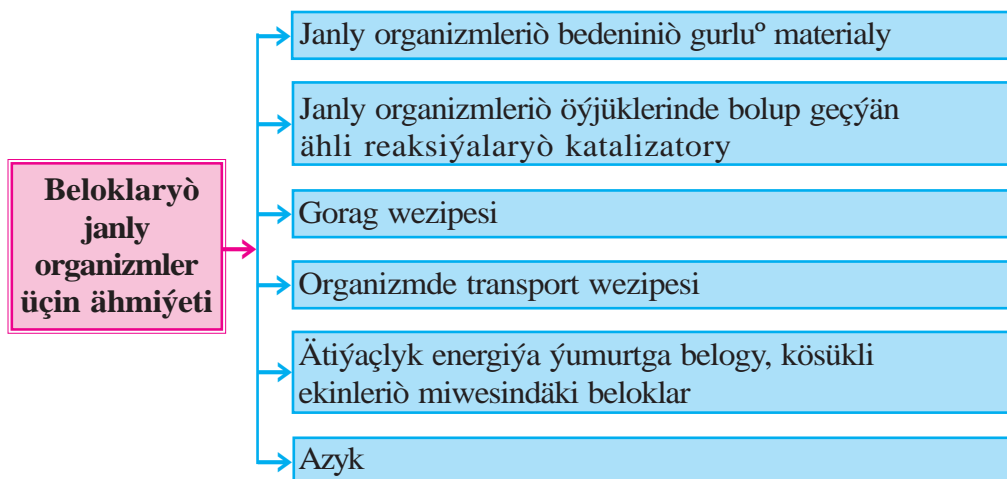 Beloklaryò
janly
organizmler
üçin ähmiýeti
Janly organizmleriò bedeniniò gurluº materialy
Janly organizmleriò öýjüklerinde bolup geçýän
ähli reaksiýalaryò katalizatory
Gorag wezipesi
Organizmde transport wezipesi
Ätiýaçlyk energiýa ýumurtga belogy, kösükli
ekinleriò miwesindäki beloklar
Azyk